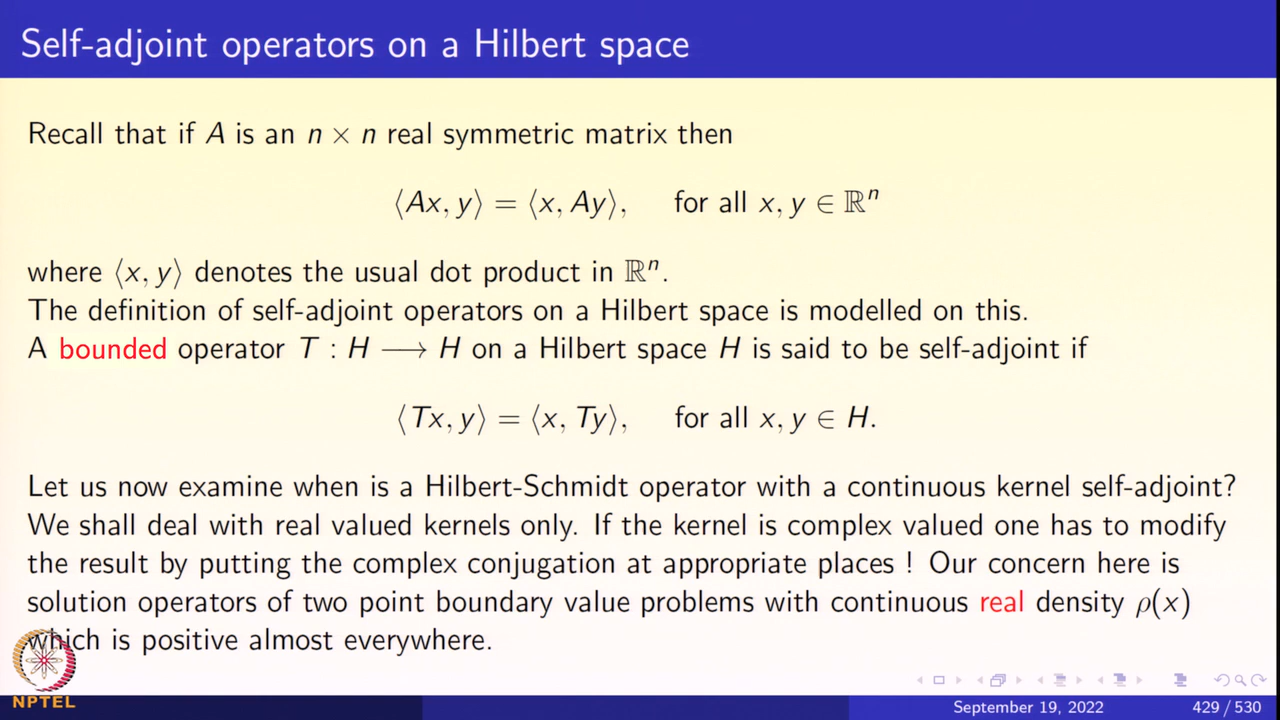 Self-adjoint operators on a Hilbert space
Recall that if A is an n × n real symmetric matrix then
⟨Ax, y⟩ = ⟨x, Ay⟩, for all x, y ∈ ℝⁿ
where ⟨x, y⟩ denotes the usual dot product in ℝⁿ.
The definition of self-adjoint operators on a Hilbert space is modelled on this.
A bounded operator T : H ⟶ H on a Hilbert space H is said to be self-adjoint if
⟨Tx, y⟩ = ⟨x, Ty⟩, for all x, y ∈ H.
Let us now examine when is a Hilbert-Schmidt operator with a continuous kernel self-adjoint?
We shall deal with real valued kernels only. If the kernel is complex valued one has to modify
the result by putting the complex conjugation at appropriate places ! Our concern here is
solution operators of two point boundary value problems with continuous real density ρ(x)
which is positive almost everywhere.
NPTEL
September 19, 2022 429 / 530